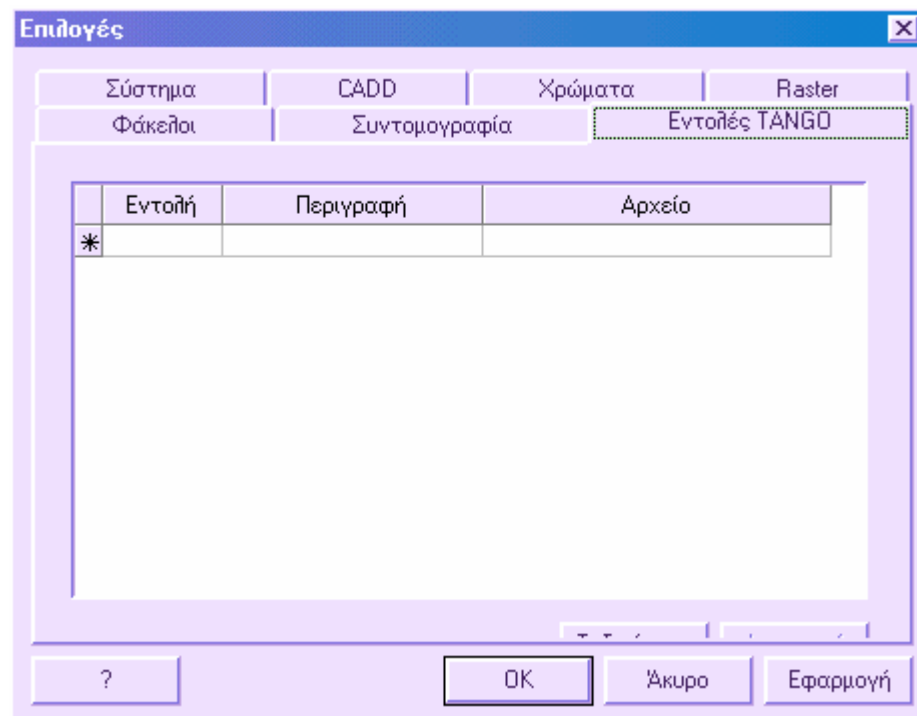 Επιλογές
Σύστημα CADD Χρώματα Raster
Φάκελοι Συντομογραφία Εντολές TANGO
Εντολή Περιγραφή Αρχείο
? OK Άκυρο Εφαρμογή